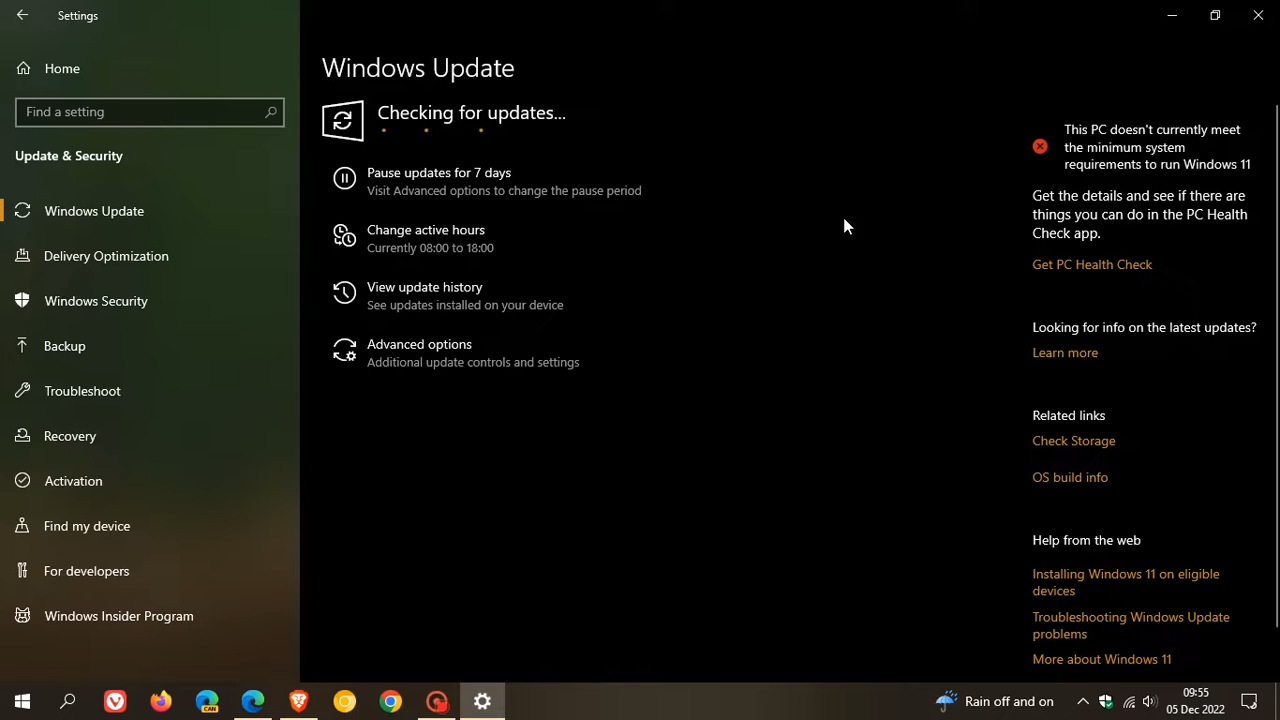 Settings
Home
Find a setting
Update & Security
Windows Update
Delivery Optimization
Windows Security
Backup
Troubleshoot
Recovery
Activation
Find my device
For developers
Windows Insider Program
Windows Update
Checking for updates...
Pause updates for 7 days
Visit Advanced options to change the pause period
Change active hours
Currently 08:00 to 18:00
View update history
See updates installed on your device
Advanced options
Additional update controls and settings
This PC doesn't currently meet
the minimum system
requirements to run Windows 11
Get the details and see if there are
things you can do in the PC Health
Check app.
Get PC Health Check
Looking for info on the latest updates?
Learn more
Related links
Check Storage
OS build info
Help from the web
Installing Windows 11 on eligible
devices
Troubleshooting Windows Update
problems
More about Windows 11
CAN
Rain off and on
09:55
05 Dec 2022